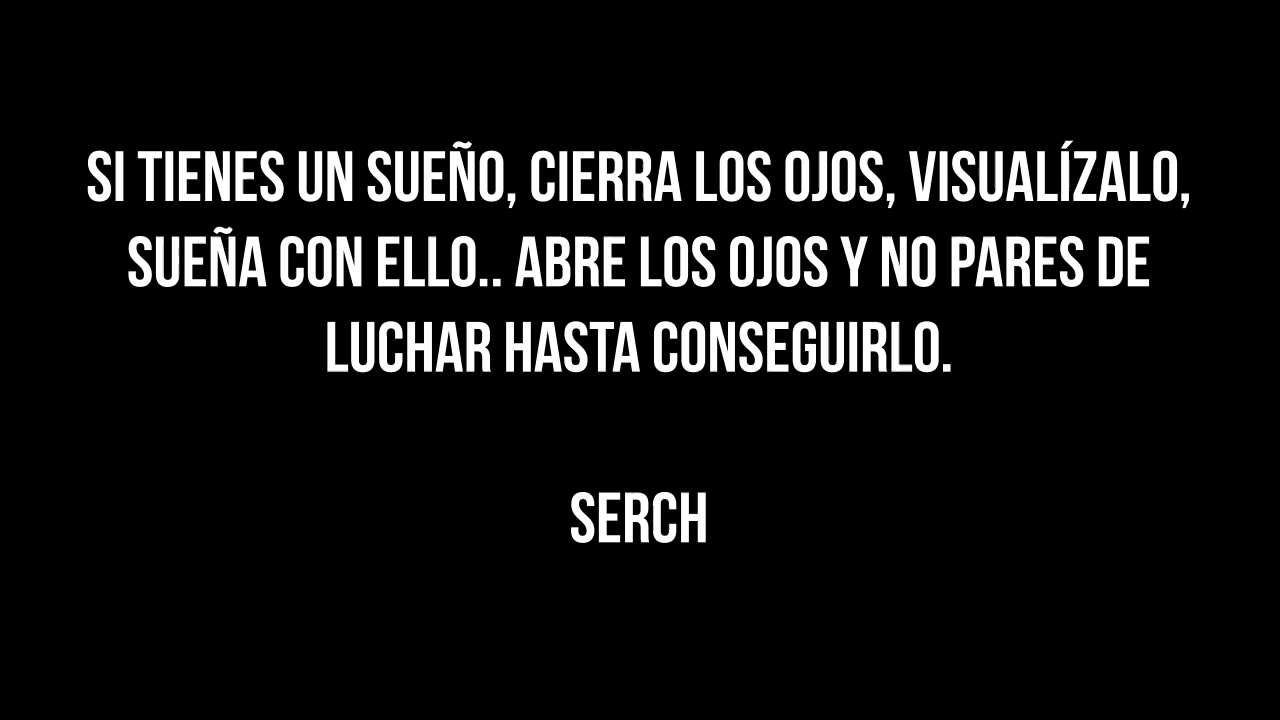 SI TIENES UN SUEÑO, CIERRA LOS OJOS, VISUALÍZALO,
SUEÑA CON ELLO.. ABRE LOS OJOS Y NO PARES DE
LUCHAR HASTA CONSEGUIRLO.
SERCH